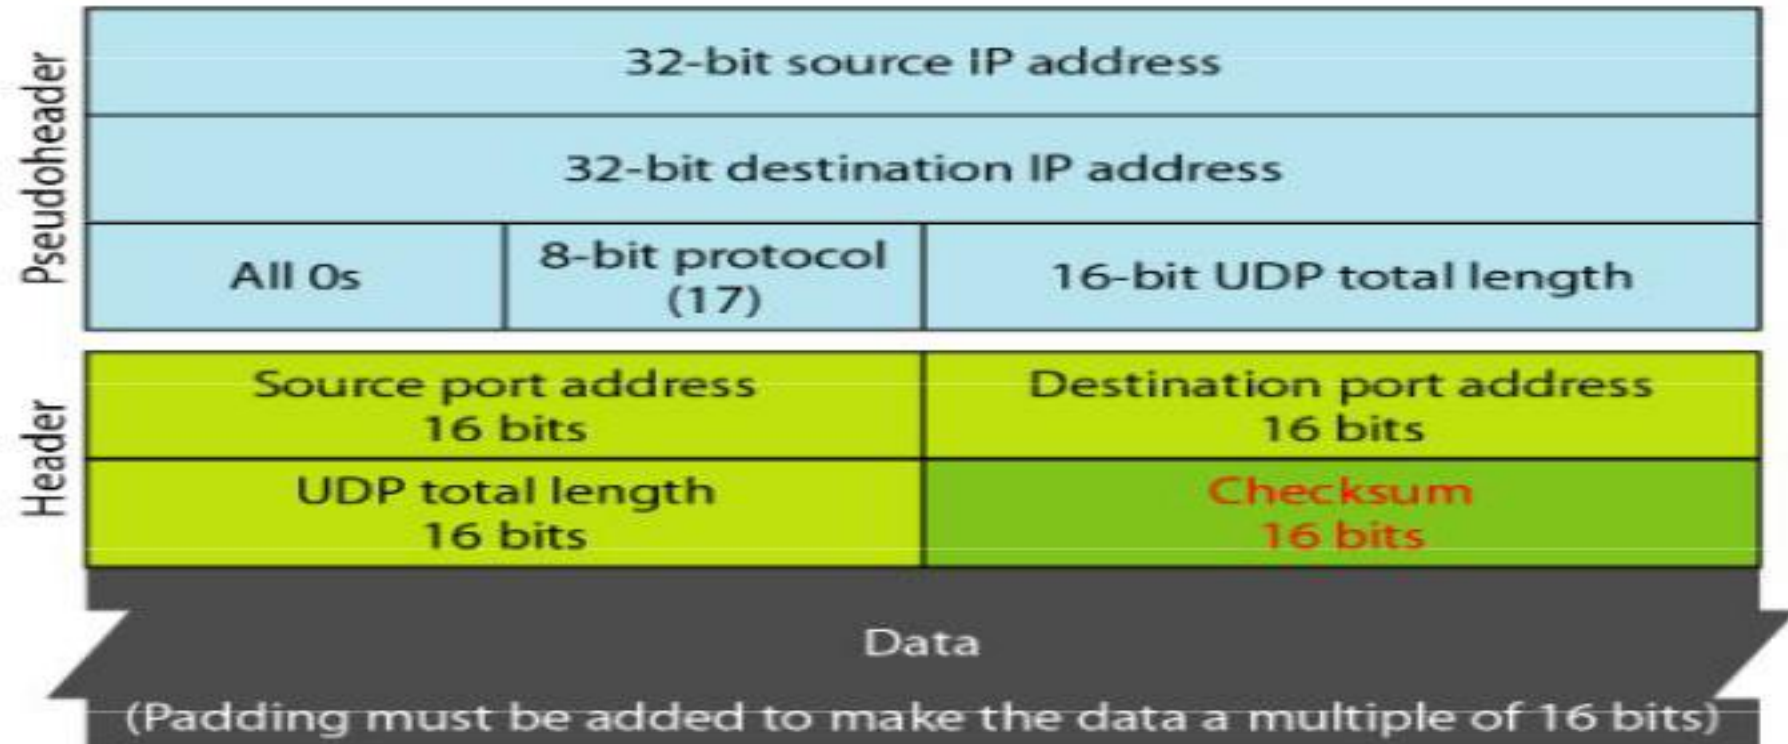 Pseudoheader
32-bit source IP address
32-bit destination IP address
All 0s
8-bit protocol
(17)
16-bit UDP total length
Header
Source port address
16 bits
Destination port address
16 bits
UDP total length
16 bits
Checksum
16 bits
Data
(Padding must be added to make the data a multiple of 16 bits)